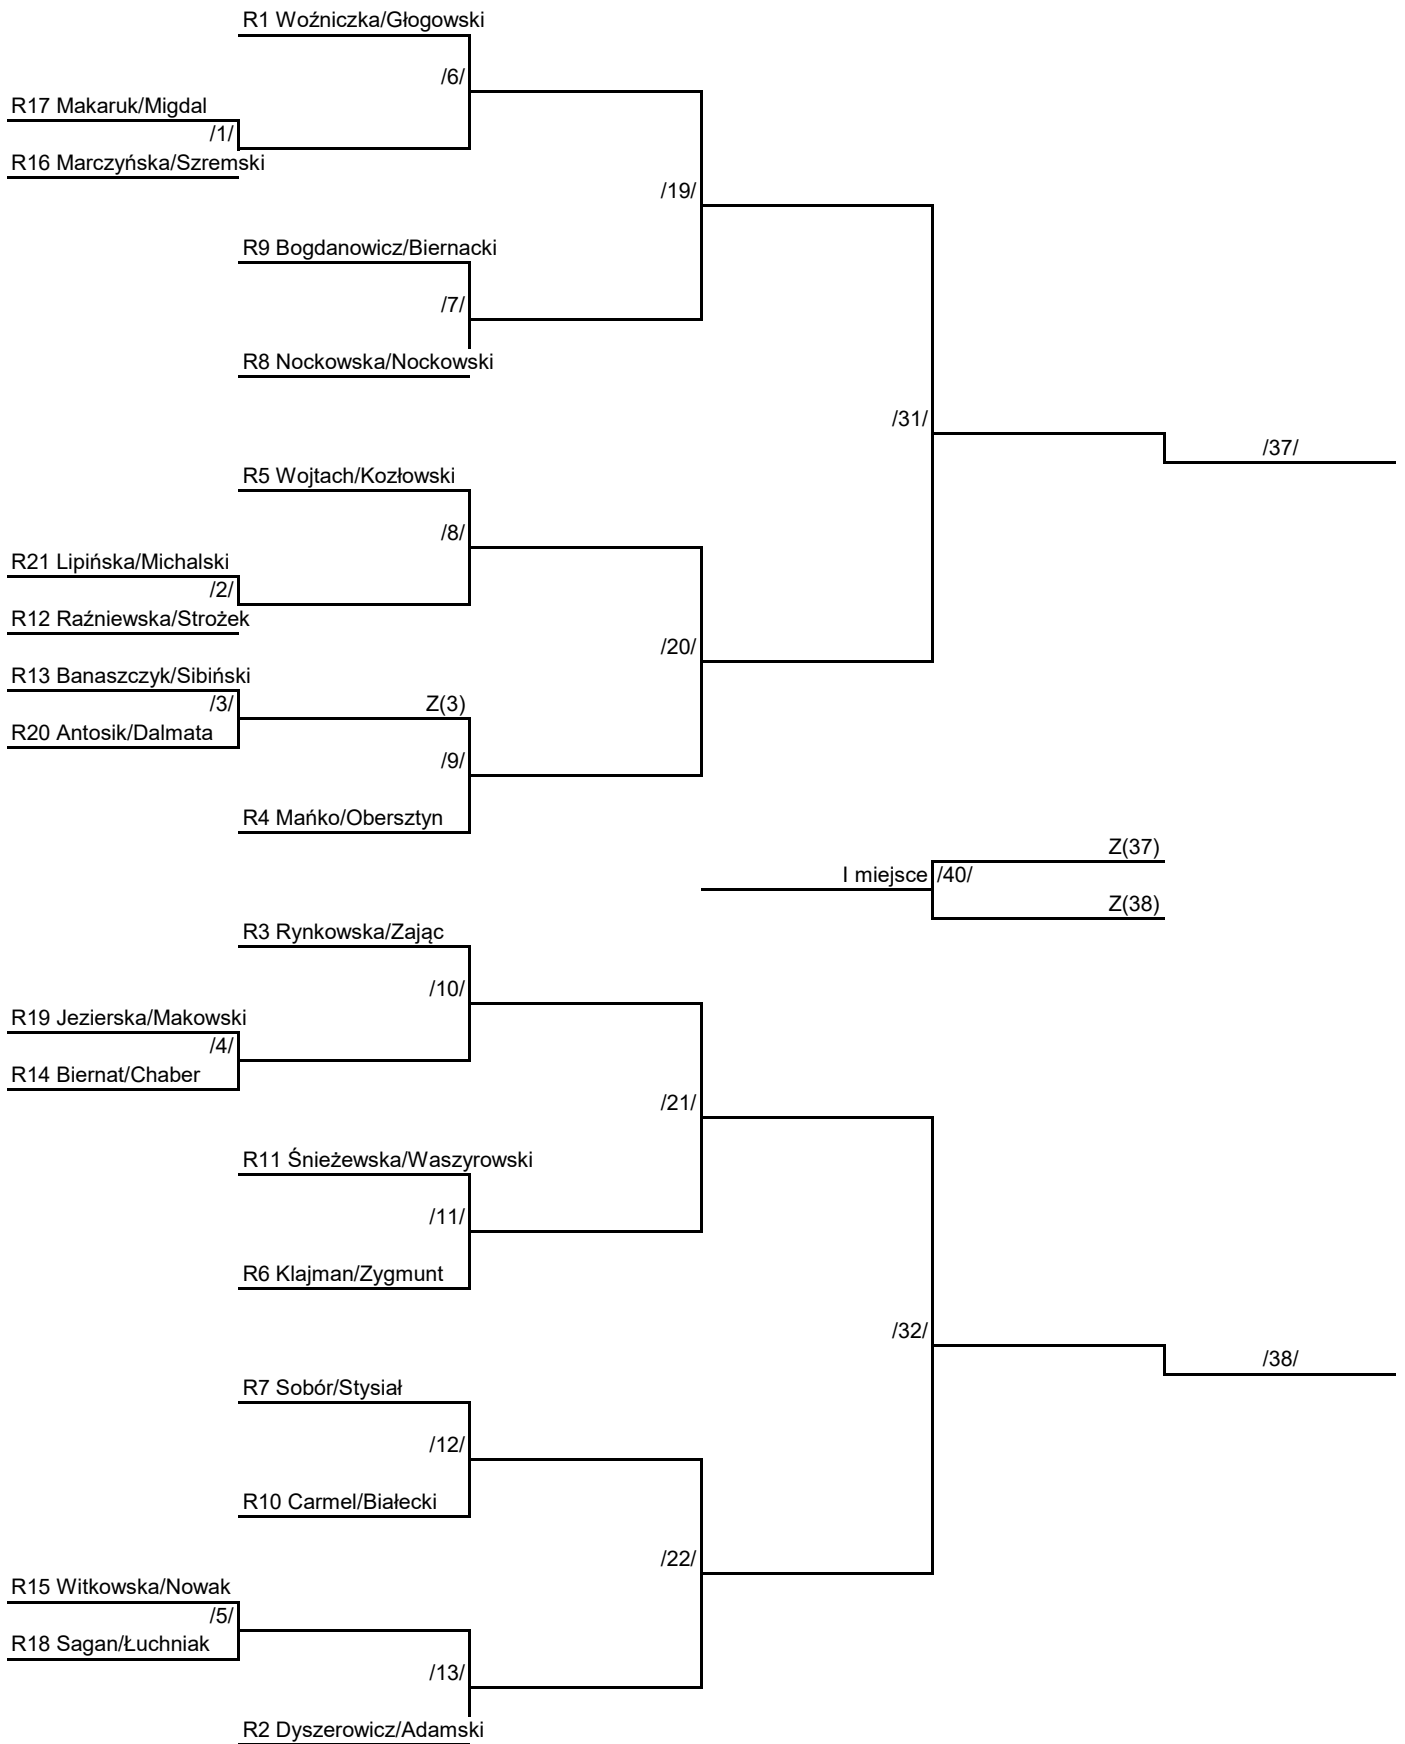 R1 Woźniczka/Głogowski
/6/
R17 Makaruk/Migdal
/1/
R16 Marczyńska/Szremski
/19/
R9 Bogdanowicz/Biernacki
/7/
R8 Nockowska/Nockowski
/31/
/37/
R5 Wojtach/Kozłowski
/8/
R21 Lipińska/Michalski
/2/
R12 Raźniewska/Strożek
/20/
R13 Banaszczyk/Sibiński
/3/
Z(3)
R20 Antosik/Dalmata
/9/
R4 Mańko/Obersztyn
Z(37)
I miejsce /40/
Z(38)
R3 Rynkowska/Zając
/10/
R19 Jezierska/Makowski
/4/
R14 Biernat/Chaber
/21/
R11 Śnieżewska/Waszyrowski
/11/
R6 Klajman/Zygmunt
/32/
/38/
R7 Sobór/Stysiał
/12/
R10 Carmel/Białecki
/22/
R15 Witkowska/Nowak
/5/
R18 Sagan/Łuchniak
/13/
R2 Dyszerowicz/Adamski